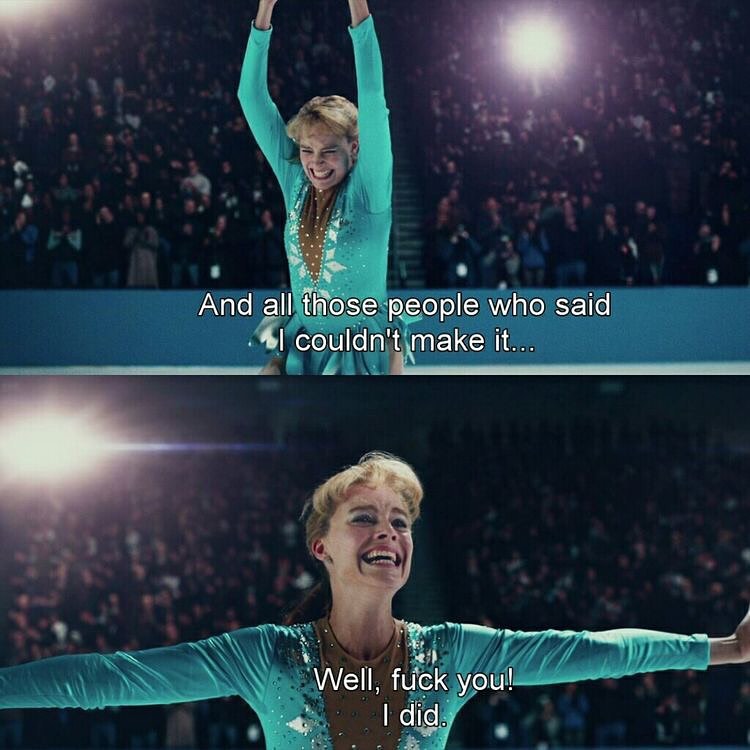 And all those people who said
I couldn't make it...
Well, fuck you!
I did.